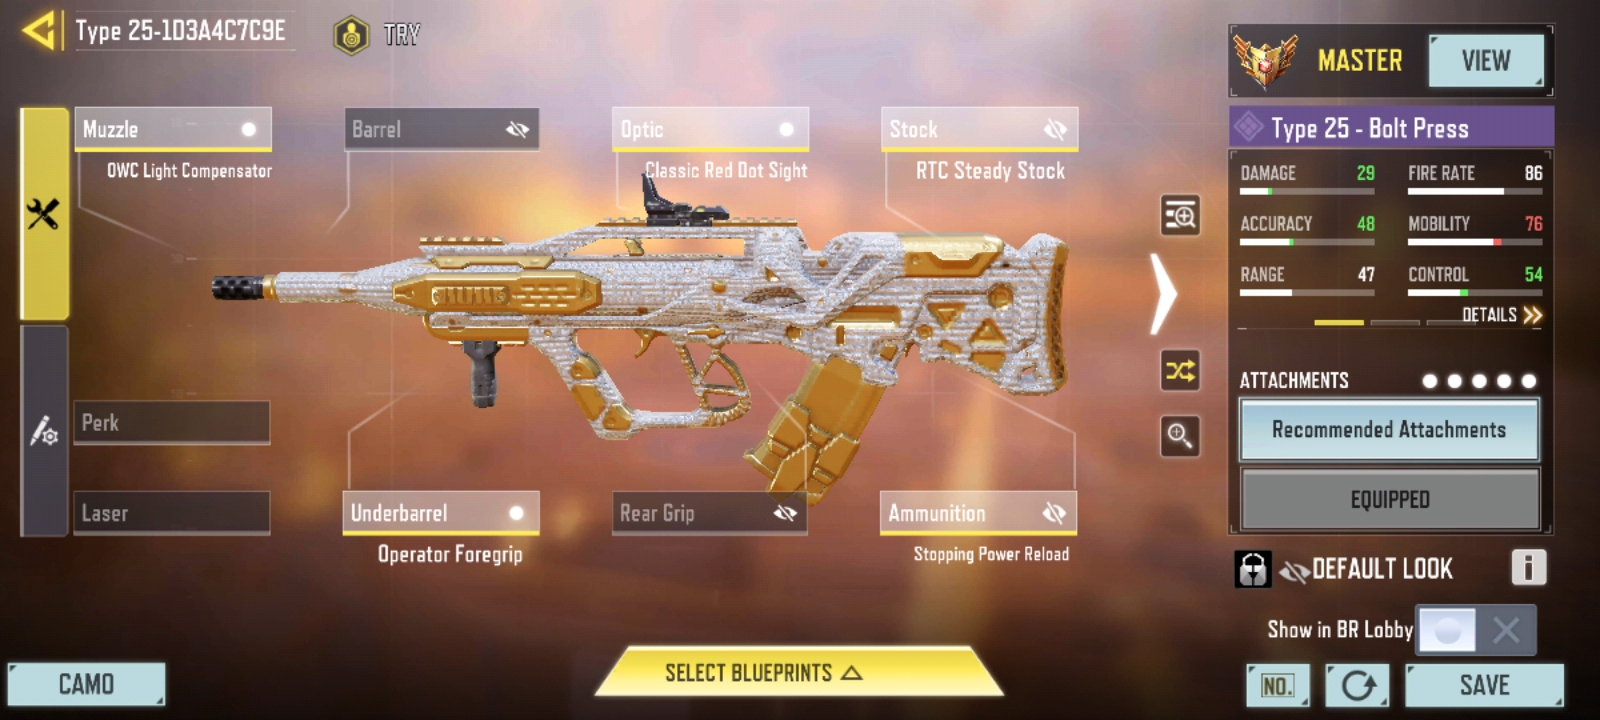 Type 25-1D3A4C7C9E
TRY
MASTER
VIEW
Muzzle
OWC Light Compensator
Barrel
Optic
Classic Red Dot Sight
Stock
RTC Steady Stock
Type 25 - Bolt Press
DAMAGE 29
FIRE RATE 86
ACCURACY 48
MOBILITY 76
RANGE 47
CONTROL 54
DETAILS
ATTACHMENTS
Recommended Attachments
EQUIPPED
Perk
Laser
Underbarrel
Operator Foregrip
Rear Grip
Ammunition
Stopping Power Reload
DEFAULT LOOK
Show in BR Lobby
CAMO
SELECT BLUEPRINTS
NO.
SAVE